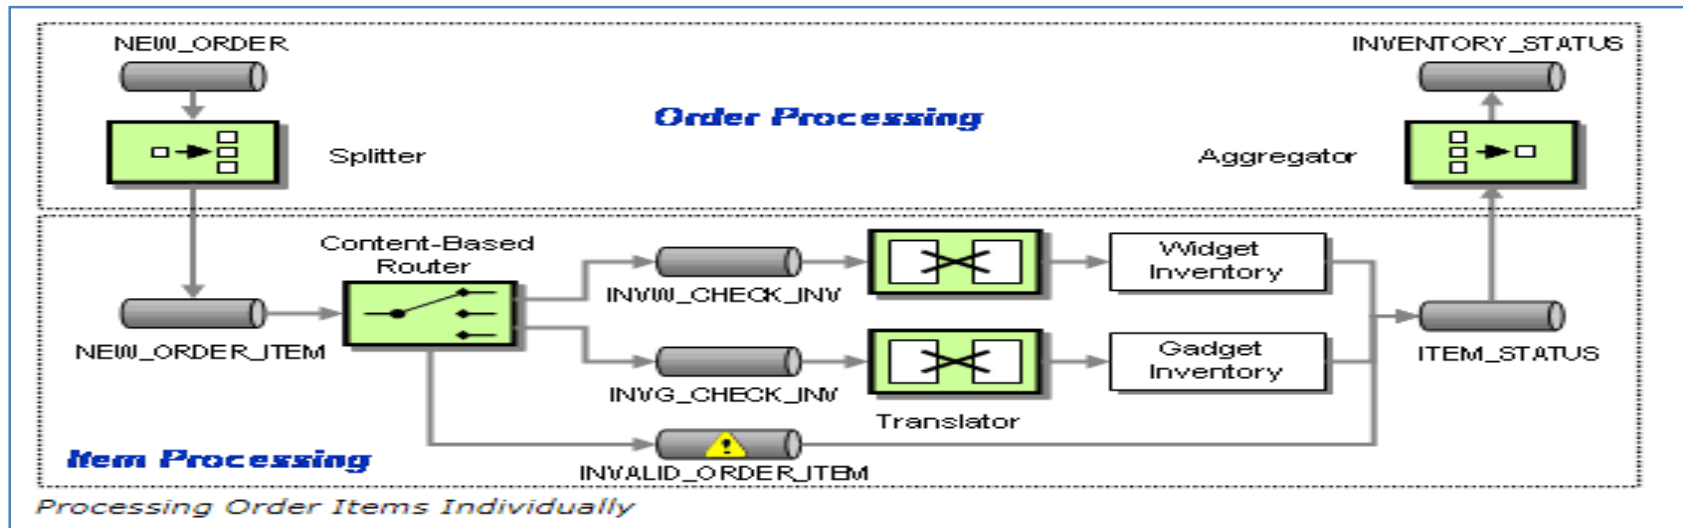 NEW_ORDER
INVENTORY_STATUS
Order Processing
Splitter
Aggregator
Content-Based
Router
Widget
Inventory
INVW_CHECK_INV
NEW_ORDER_ITEM
Gadget
Inventory
ITEM_STATUS
INVG_CHECK_INV
Translator
!
Item Processing
INVALID_ORDER_ITEM
Processing Order Items Individually